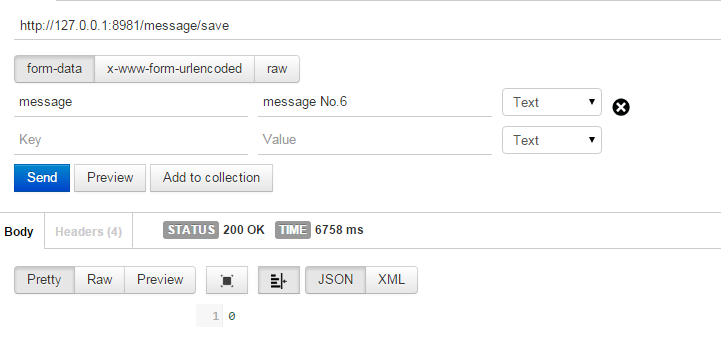 http://127.0.0.1:8981/message/save
form-data x-www-form-urlencoded raw
message message No.6 Text
Key Value Text
Send Preview Add to collection
Body Headers (4) STATUS 200 OK TIME 6758 ms
Pretty Raw Preview JSON XML
1 0